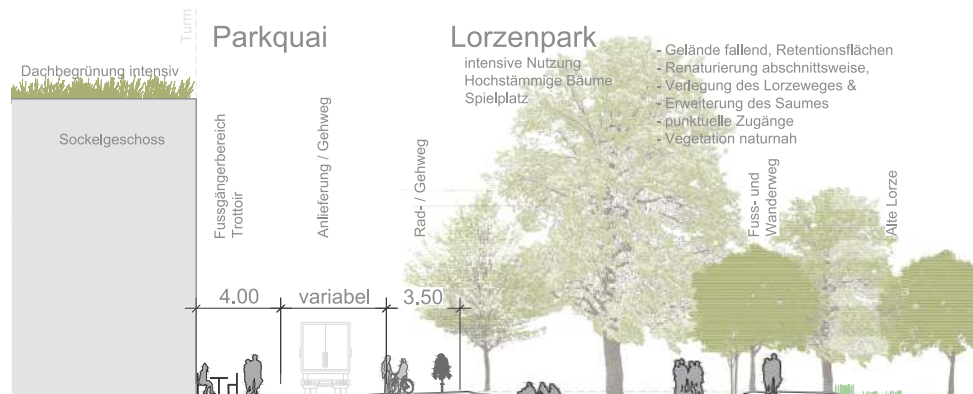 Turm
Parkquai
Lorzenpark
Dachbegrünung intensiv
intensive Nutzung
Hochstämmige Bäume
Spielplatz
- Gelände fallend, Retentionsflächen
- Renaturierung abschnittsweise,
- Verlegung des Lorzeweges &
- Erweiterung des Saumes
- punktuelle Zugänge
- Vegetation naturnah
Sockelgeschoss
Fussgängerbereich
Trottoir
Anlieferung / Gehweg
Rad- / Gehweg
Fuss- und
Wanderweg
Alte Lorze
4.00
variabel
3.50